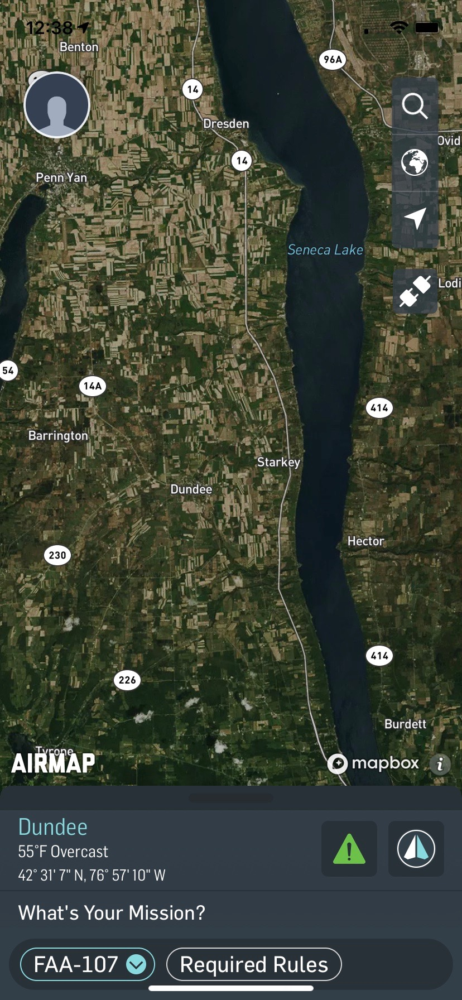 12:38
Benton
96A
14
Dresden
Ovid
14
Penn Yan
Seneca Lake
Lodi
54
14A
414
Barrington
Starkey
Dundee
Hector
230
414
226
Burdett
Tyrone
AIRMAP
mapbox
i
Dundee
55°F Overcast
42° 31' 7" N, 76° 57' 10" W
What's Your Mission?
FAA-107
Required Rules